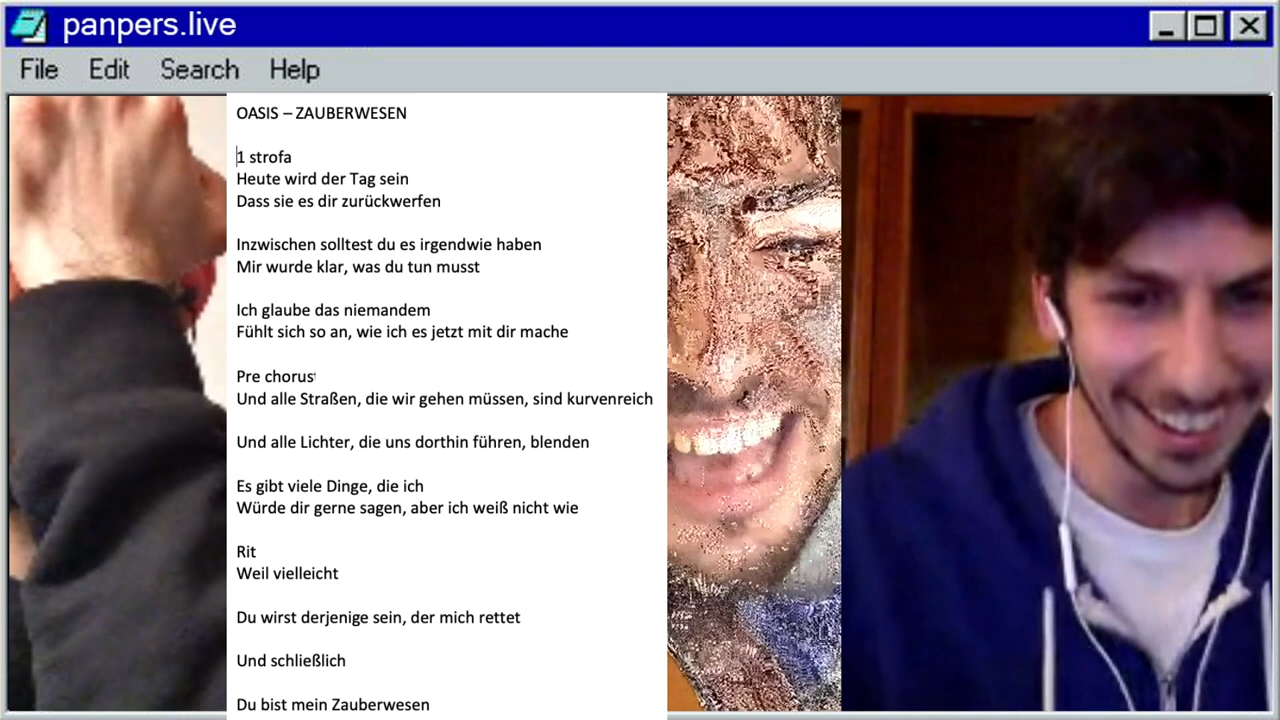 panpers.live
File Edit Search Help
OASIS – ZAUBERWESEN
1 strofa
Heute wird der Tag sein
Dass sie es dir zurückwerfen
Inzwischen solltest du es irgendwie haben
Mir wurde klar, was du tun musst
Ich glaube das niemandem
Fühlt sich so an, wie ich es jetzt mit dir mache
Pre chorus
Und alle Straßen, die wir gehen müssen, sind kurvenreich
Und alle Lichter, die uns dorthin führen, blenden
Es gibt viele Dinge, die ich
Würde dir gerne sagen, aber ich weiß nicht wie
Rit
Weil vielleicht
Du wirst derjenige sein, der mich rettet
Und schließlich
Du bist mein Zauberwesen